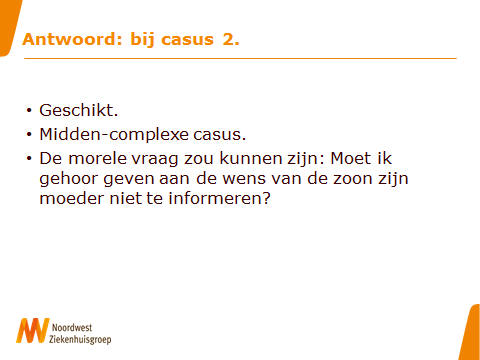 Antwoord: bij casus 2.
• Geschikt.
• Midden-complexe casus.
• De morele vraag zou kunnen zijn: Moet ik
gehoor geven aan de wens van de zoon zijn
moeder niet te informeren?
Noordwest
Ziekenhuisgroep